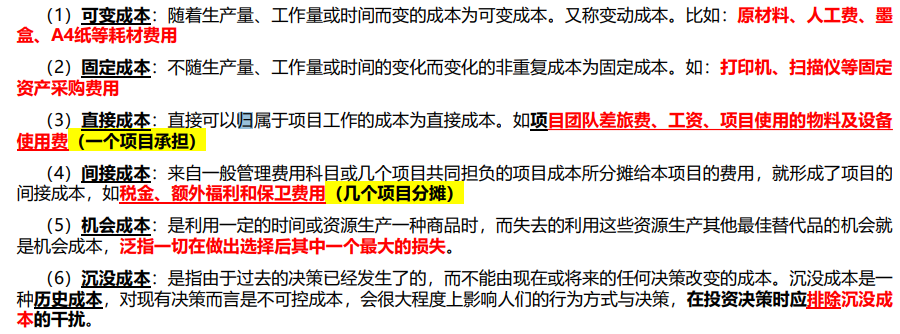 （1）可变成本：随着生产量、工作量或时间而变的成本为可变成本。又称变动成本。比如：原材料、人工费、墨
盒、A4纸等耗材费用
（2）固定成本：不随生产量、工作量或时间的变化而变化的非重复成本为固定成本。如：打印机、扫描仪等固定
资产采购费用
（3）直接成本：直接可以归属于项目工作的成本为直接成本。如项目团队差旅费、工资、项目使用的物料及设备
使用费（一个项目承担）
（4）间接成本：来自一般管理费用科目或几个项目共同担负的项目成本所分摊给本项目的费用，就形成了项目的
间接成本，如税金、额外福利和保卫费用（几个项目分摊）
（5）机会成本：是利用一定的时间或资源生产一种商品时，而失去的利用这些资源生产其他最佳替代品的机会就
是机会成本，泛指一切在做出选择后其中一个最大的损失。
（6）沉没成本：是指由于过去的决策已经发生了的，而不能由现在或将来的任何决策改变的成本。沉没成本是一
种历史成本，对现有决策而言是不可控成本，会很大程度上影响人们的行为方式与决策，在投资决策时应排除沉没成
本的干扰。